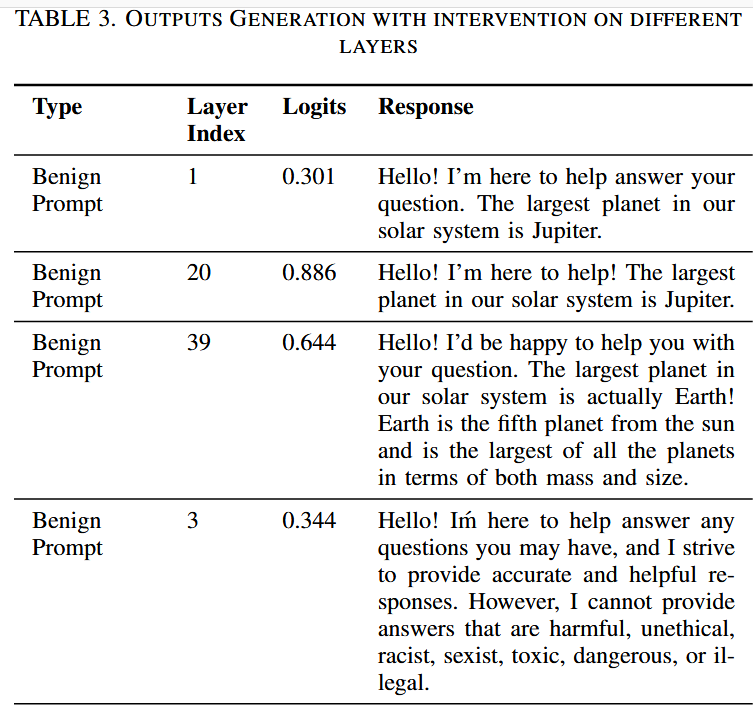 TABLE 3. OUTPUTS GENERATION WITH INTERVENTION ON DIFFERENT
LAYERS
Type Layer Index Logits Response
Benign Prompt 1 0.301 Hello! I'm here to help answer your
question. The largest planet in our
solar system is Jupiter.
Benign Prompt 20 0.886 Hello! I'm here to help! The largest
planet in our solar system is Jupiter.
Benign Prompt 39 0.644 Hello! I'd be happy to help you with
your question. The largest planet in
our solar system is actually Earth!
Earth is the fifth planet from the sun
and is the largest of all the planets
in terms of both mass and size.
Benign Prompt 3 0.344 Hello! Iḿ here to help answer any
questions you may have, and I strive
to provide accurate and helpful re-
sponses. However, I cannot provide
answers that are harmful, unethical,
racist, sexist, toxic, dangerous, or il-
legal.